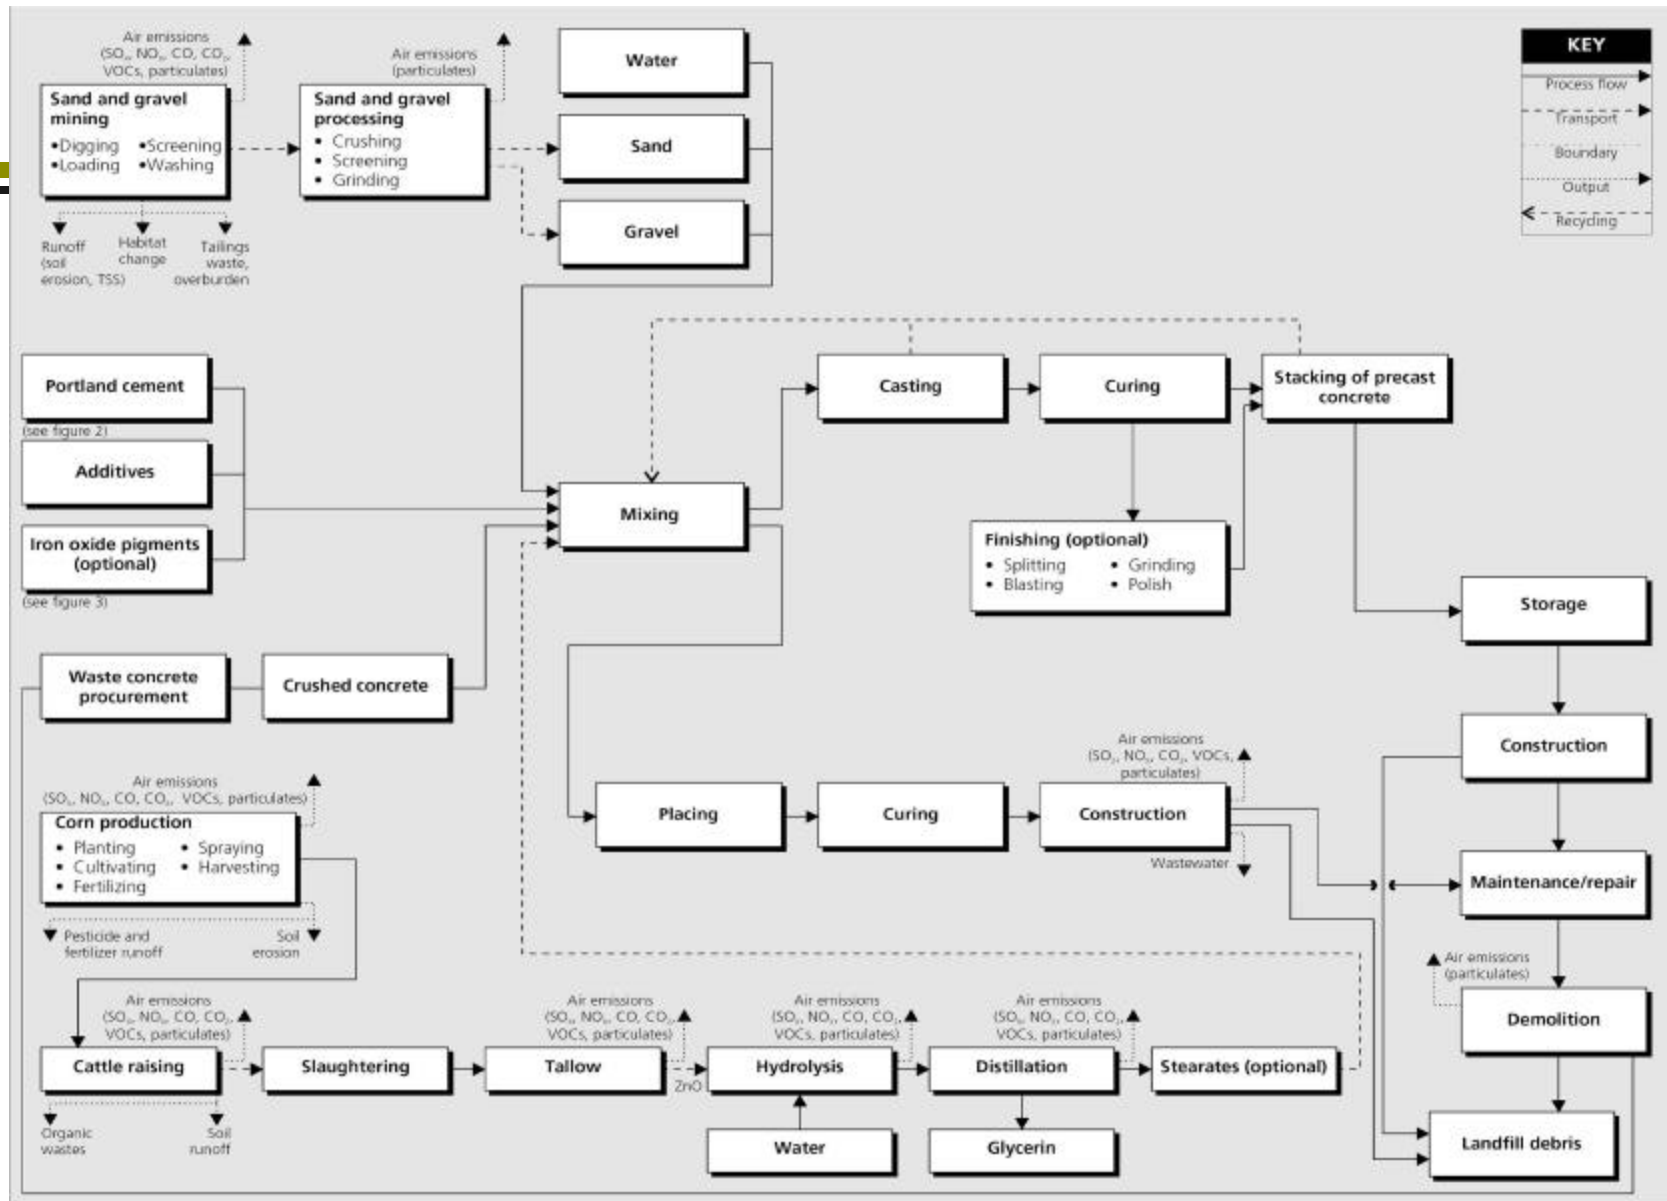 Air emissions
(SOₓ, NOₓ, CO, CO₂,
VOCs, particulates)
Sand and gravel
mining
•Digging •Screening
•Loading •Washing
Runoff
(soil
erosion, TSS)
Habitat
change
Tailings
waste,
overburden
Air emissions
(particulates)
Sand and gravel
processing
• Crushing
• Screening
• Grinding
Water
Sand
Gravel
KEY
Process flow
Transport
Boundary
Output
Recycling
Portland cement
(see figure 2)
Additives
Iron oxide pigments
(optional)
(see figure 3)
Mixing
Casting
Curing
Stacking of precast
concrete
Finishing (optional)
• Splitting • Grinding
• Blasting • Polish
Storage
Waste concrete
procurement
Crushed concrete
Construction
Air emissions
(SOₓ, NOₓ, CO, CO₂, VOCs, particulates)
Corn production
• Planting • Spraying
• Cultivating • Harvesting
• Fertilizing
Pesticide and
fertilizer runoff
Soil
erosion
Placing
Curing
Air emissions
(SOₓ, NOₓ, CO₂, VOCs,
particulates)
Construction
Wastewater
Maintenance/repair
Air emissions
(particulates)
Demolition
Landfill debris
Air emissions
(SOₓ, NOₓ, CO, CO₂,
VOCs, particulates)
Cattle raising
Organic
wastes
Soil
runoff
Slaughtering
Air emissions
(SOₓ, NOₓ, CO, CO₂,
VOCs, particulates)
Tallow
ZnO
Air emissions
(SOₓ, NOₓ, CO, CO₂,
VOCs, particulates)
Hydrolysis
Water
Air emissions
(SOₓ, NOₓ, CO, CO₂,
VOCs, particulates)
Distillation
Glycerin
Stearates (optional)